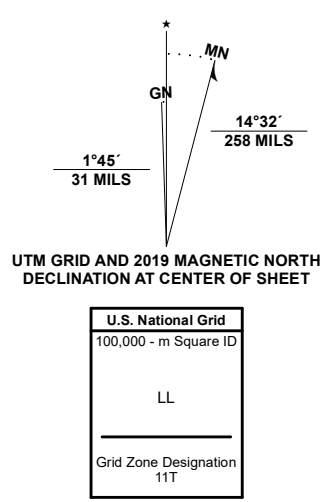 ★
MN
GN
14°32´
258 MILS
1°45´
31 MILS
UTM GRID AND 2019 MAGNETIC NORTH
DECLINATION AT CENTER OF SHEET
U.S. National Grid
100,000 - m Square ID
LL
Grid Zone Designation
11T